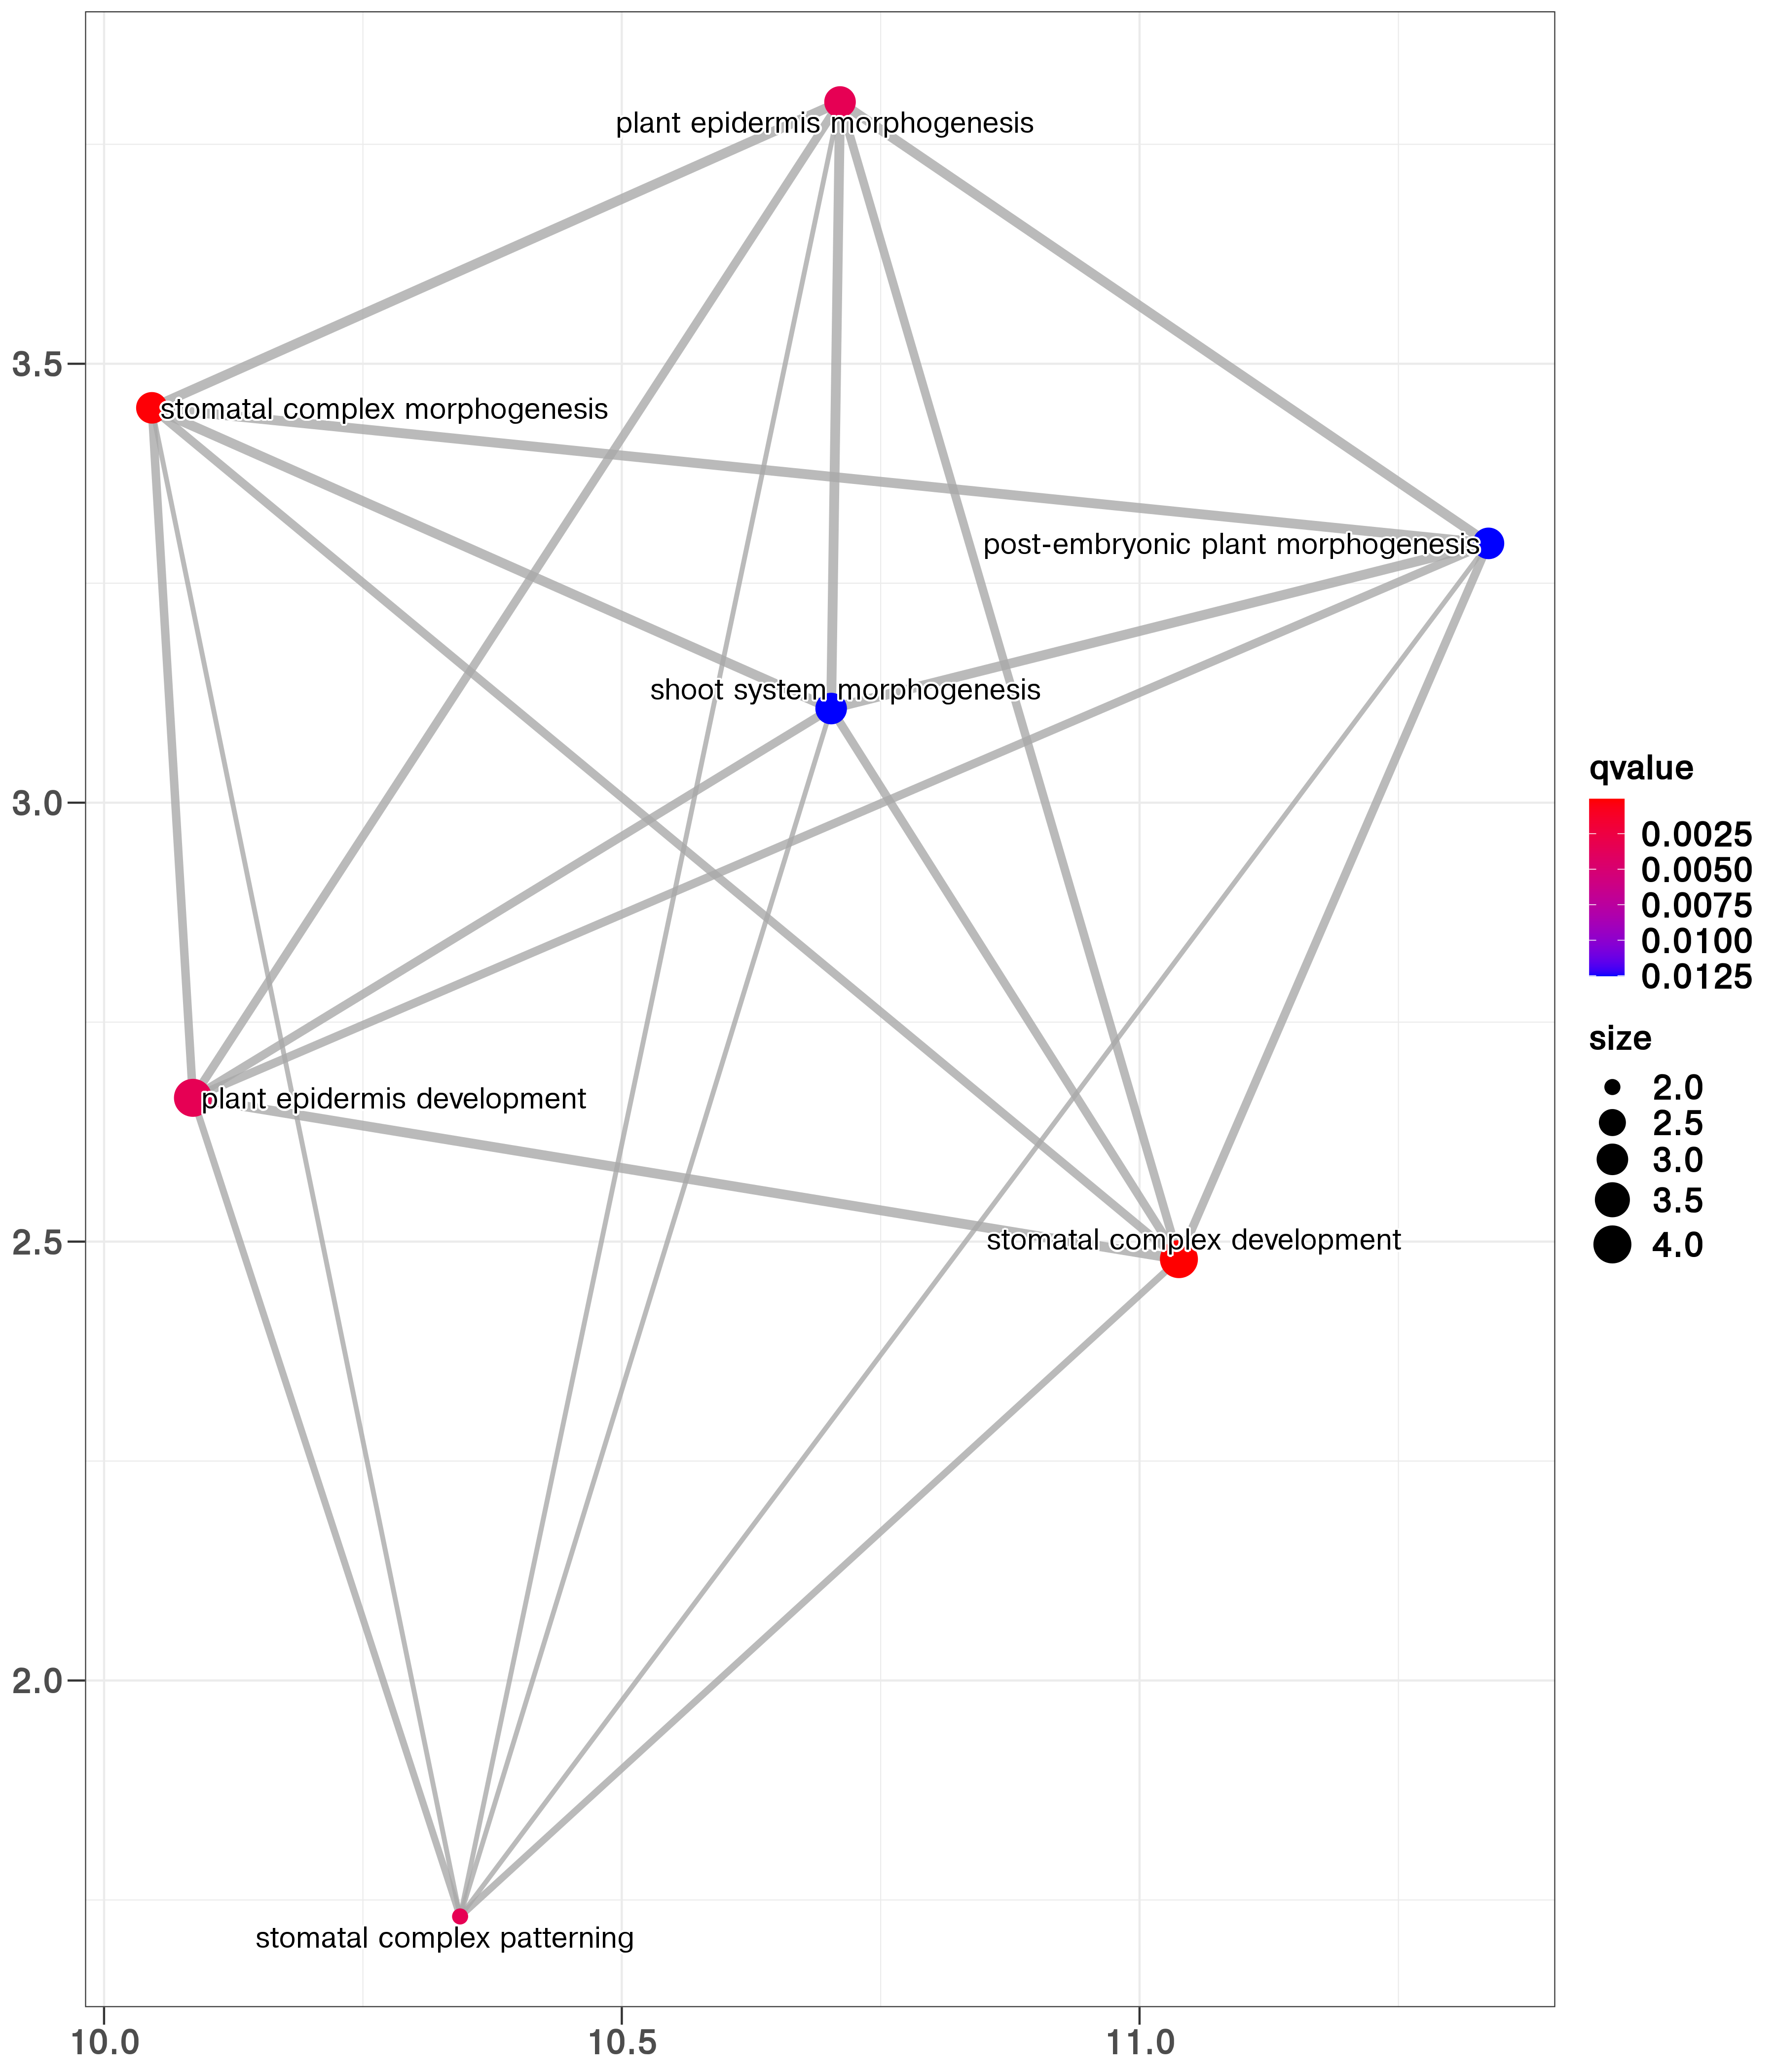 plant epidermis morphogenesis
3.5
stomatal complex morphogenesis
post-embryonic plant morphogenesis
shoot system morphogenesis
3.0
plant epidermis development
2.5
stomatal complex development
2.0
stomatal complex patterning
10.0
10.5
11.0
qvalue
0.0025
0.0050
0.0075
0.0100
0.0125
size
2.0
2.5
3.0
3.5
4.0